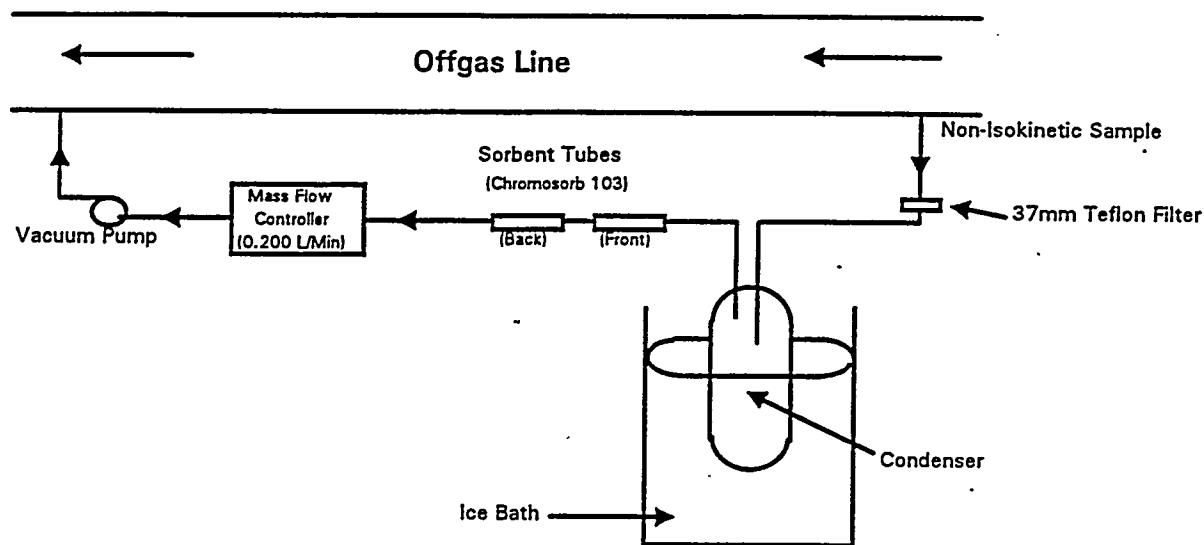 Offgas Line
Non-Isokinetic Sample
Sorbent Tubes
(Chromosorb 103)
Mass Flow
Controller
(0.200 L/Min)
37mm Teflon Filter
Vacuum Pump
(Back)
(Front)
Condenser
Ice Bath